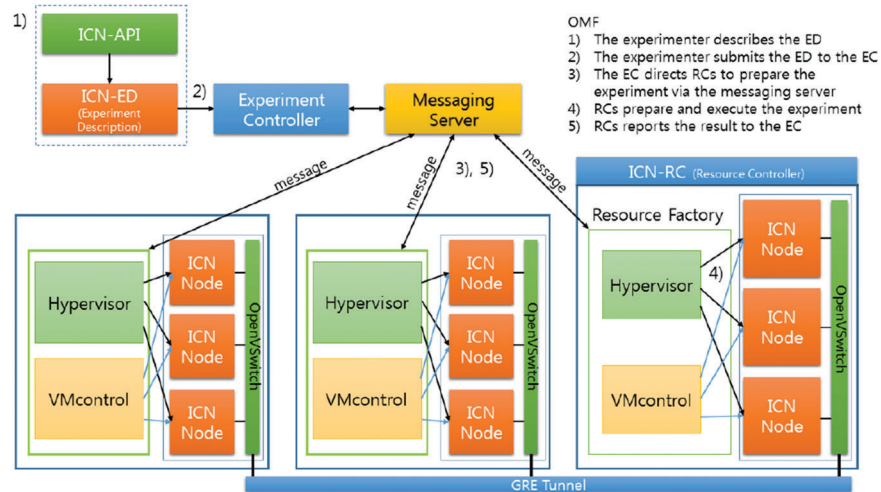 1)
ICN-API
ICN-ED
(Experiment
Description)
2)
Experiment
Controller
Messaging
Server
OMF
1) The experimenter describes the ED
2) The experimenter submits the ED to the EC
3) The EC directs RCs to prepare the
experiment via the messaging server
4) RCs prepare and execute the experiment
5) RCs reports the result to the EC
message
message
3), 5)
message
ICN-RC (Resource Controller)
Hypervisor
VMcontrol
ICN
Node
ICN
Node
ICN
Node
OpenVSwitch
Hypervisor
VMcontrol
ICN
Node
ICN
Node
ICN
Node
OpenVSwitch
Resource Factory
Hypervisor
4)
VMcontrol
ICN
Node
ICN
Node
ICN
Node
OpenVSwitch
GRE Tunnel